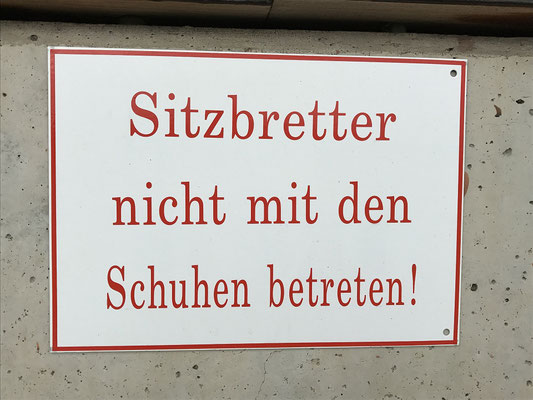 Sitzbretter
nicht mit den
Schuhen betreten!